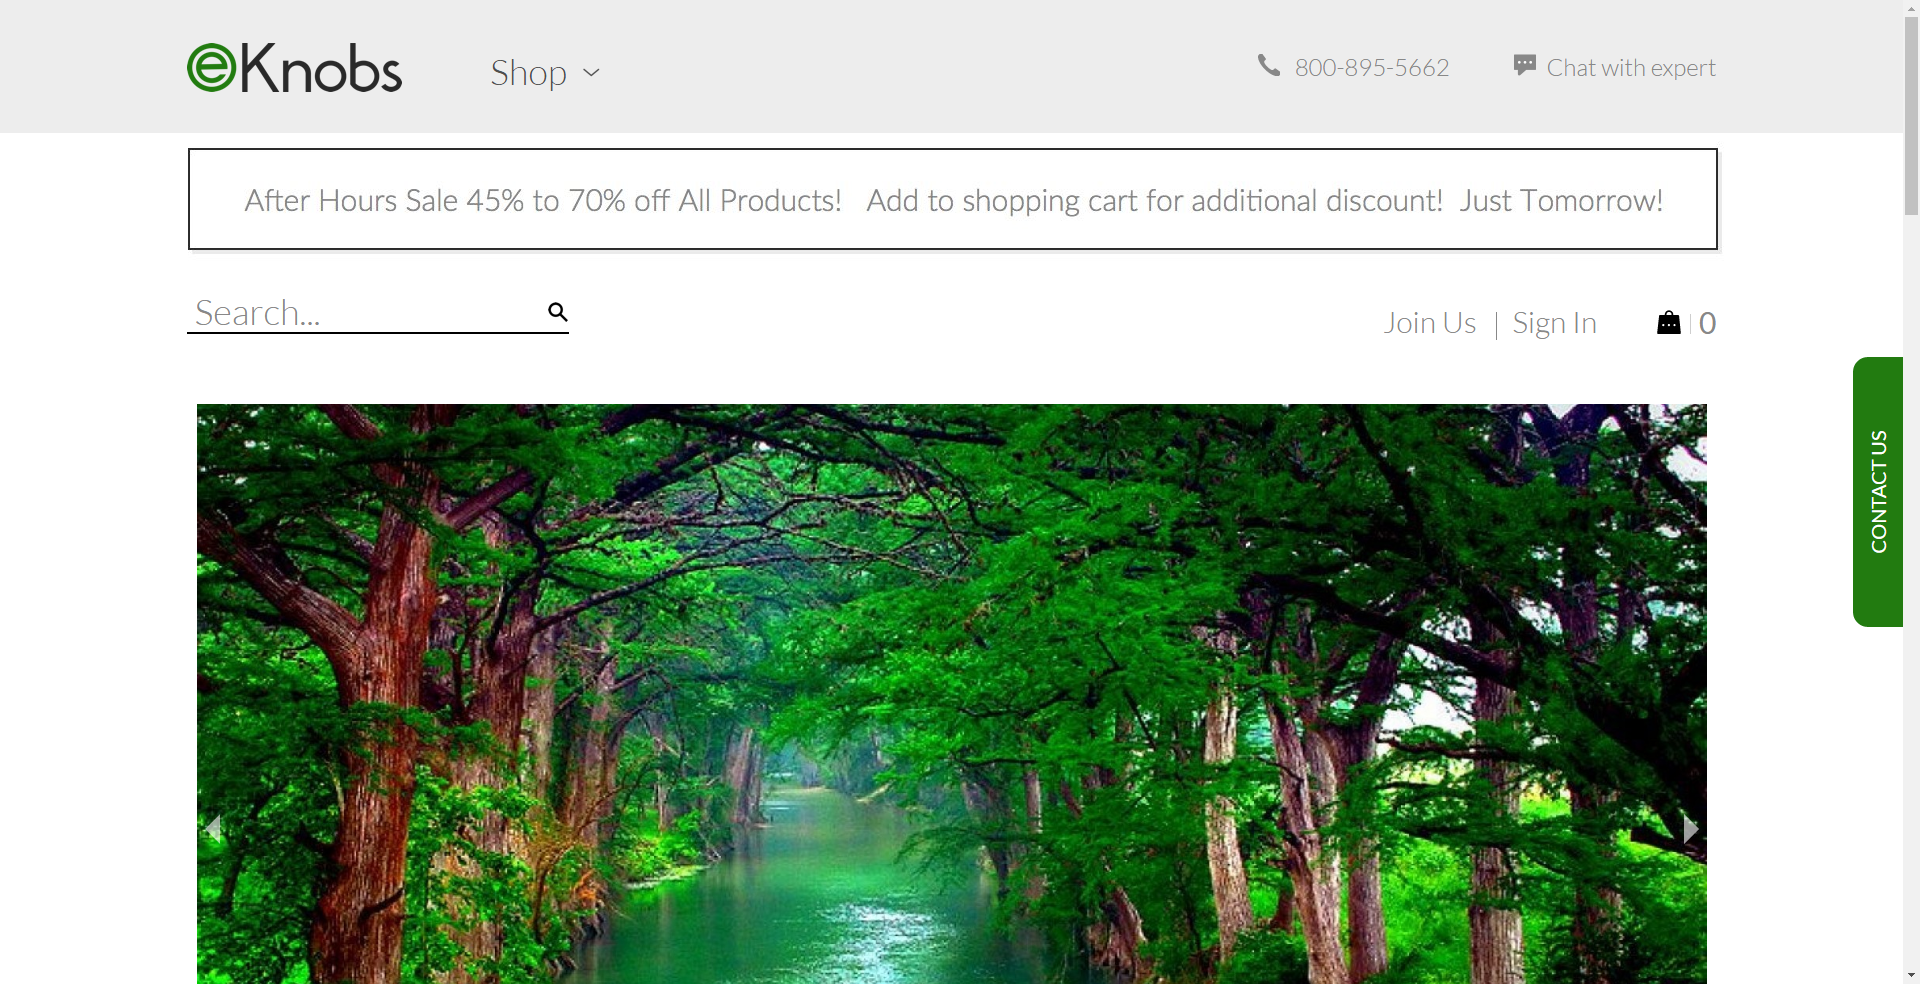 eKnobs
Shop
800-895-5662
Chat with expert
After Hours Sale 45% to 70% off All Products! Add to shopping cart for additional discount! Just Tomorrow!
Search...
Join Us | Sign In
0
CONTACT US